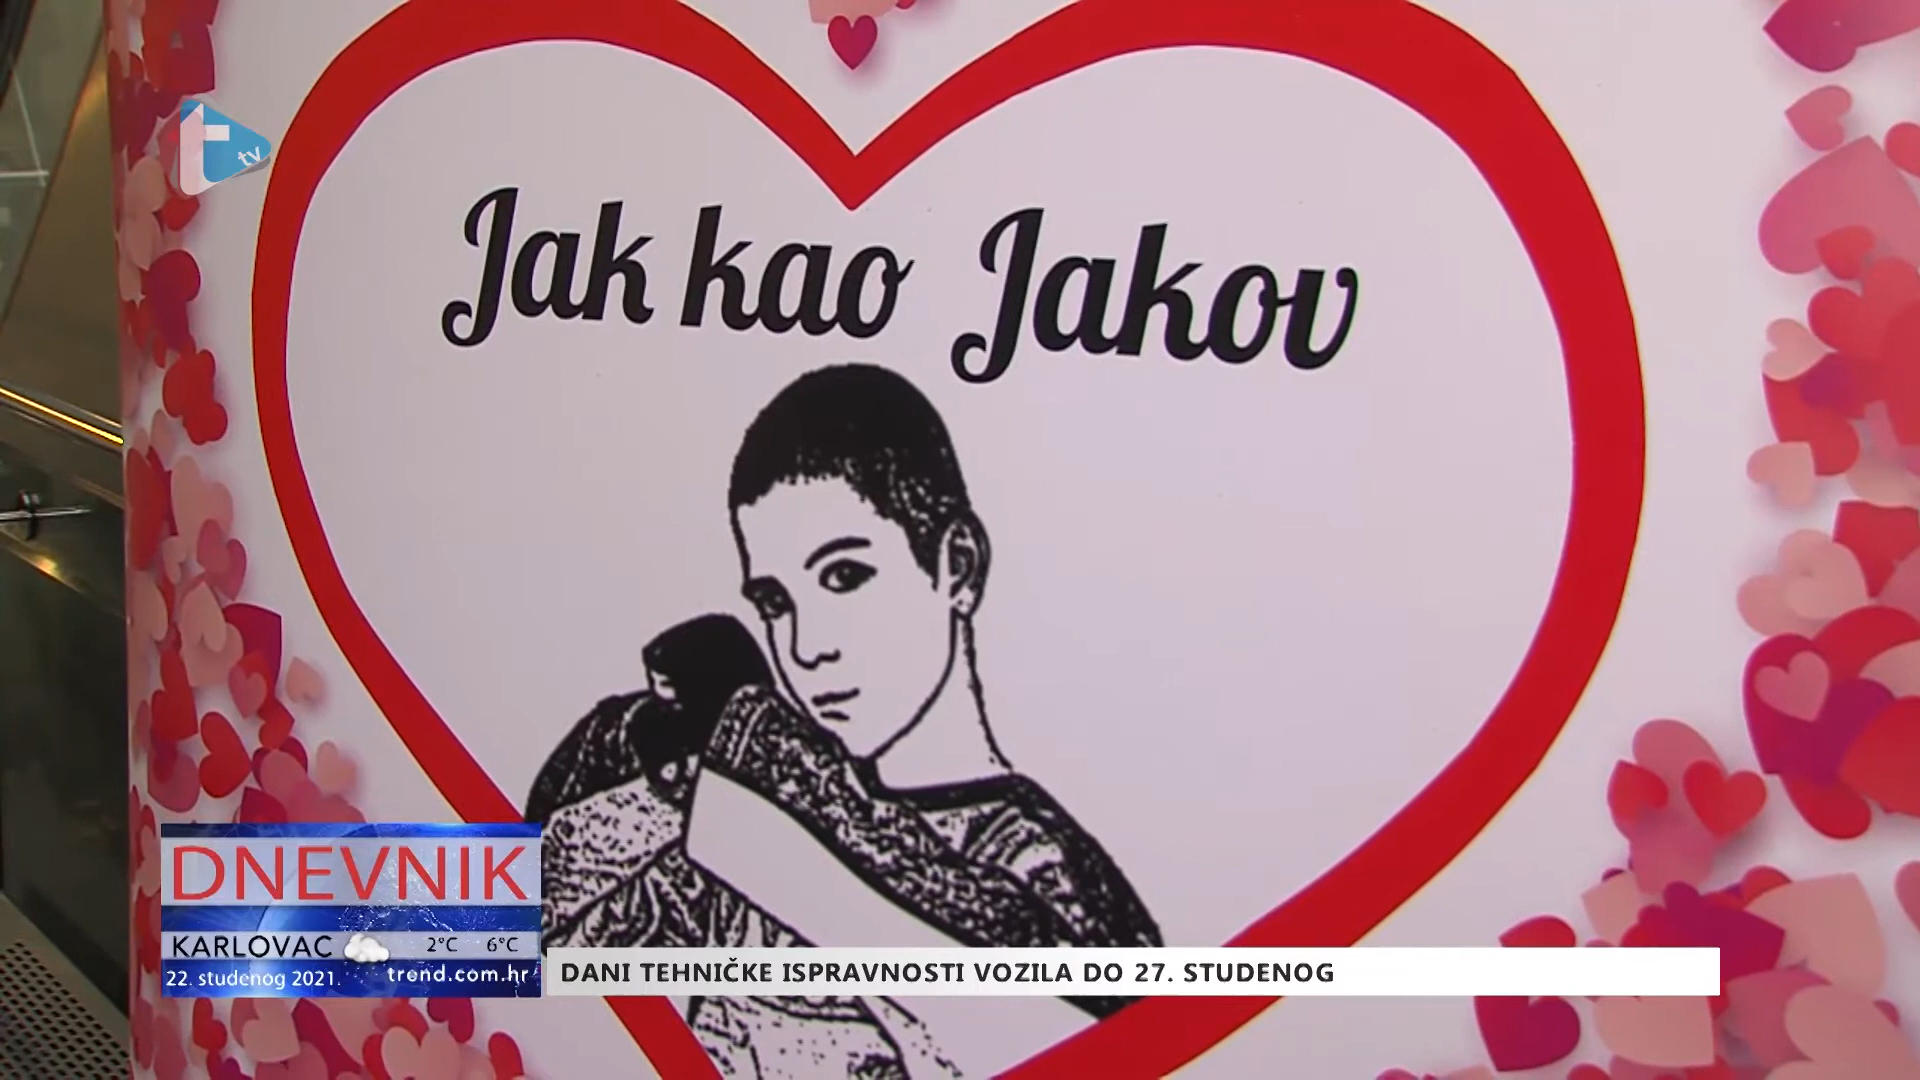 t tv
Jak kao Jakov
DNEVNIK
KARLOVAC 2°C 6°C
22. studenog 2021. trend.com.hr
DANI TEHNIČKE ISPRAVNOSTI VOZILA DO 27. STUDENOG